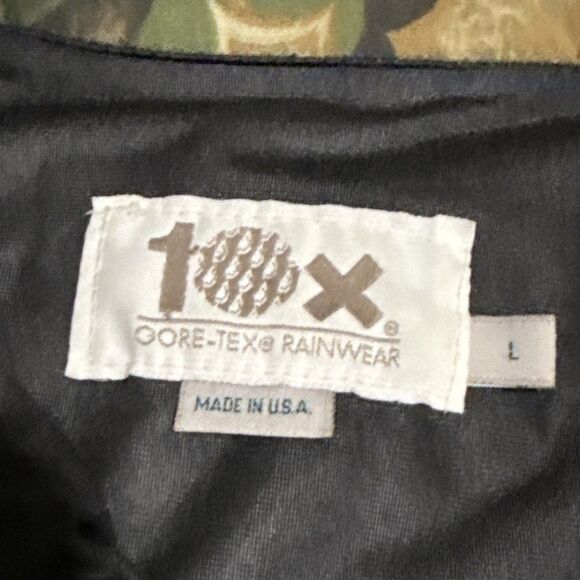 10X®
GORE-TEX® RAINWEAR
L
MADE IN U.S.A.